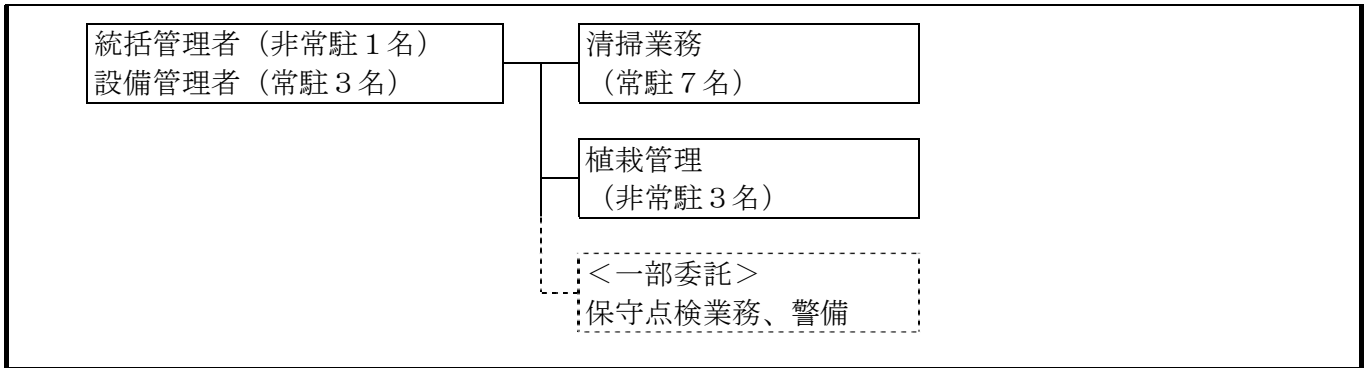 統括管理者（非常駐１名）
設備管理者（常駐３名）
清掃業務
（常駐７名）
植栽管理
（非常駐３名）
＜一部委託＞
保守点検業務、警備